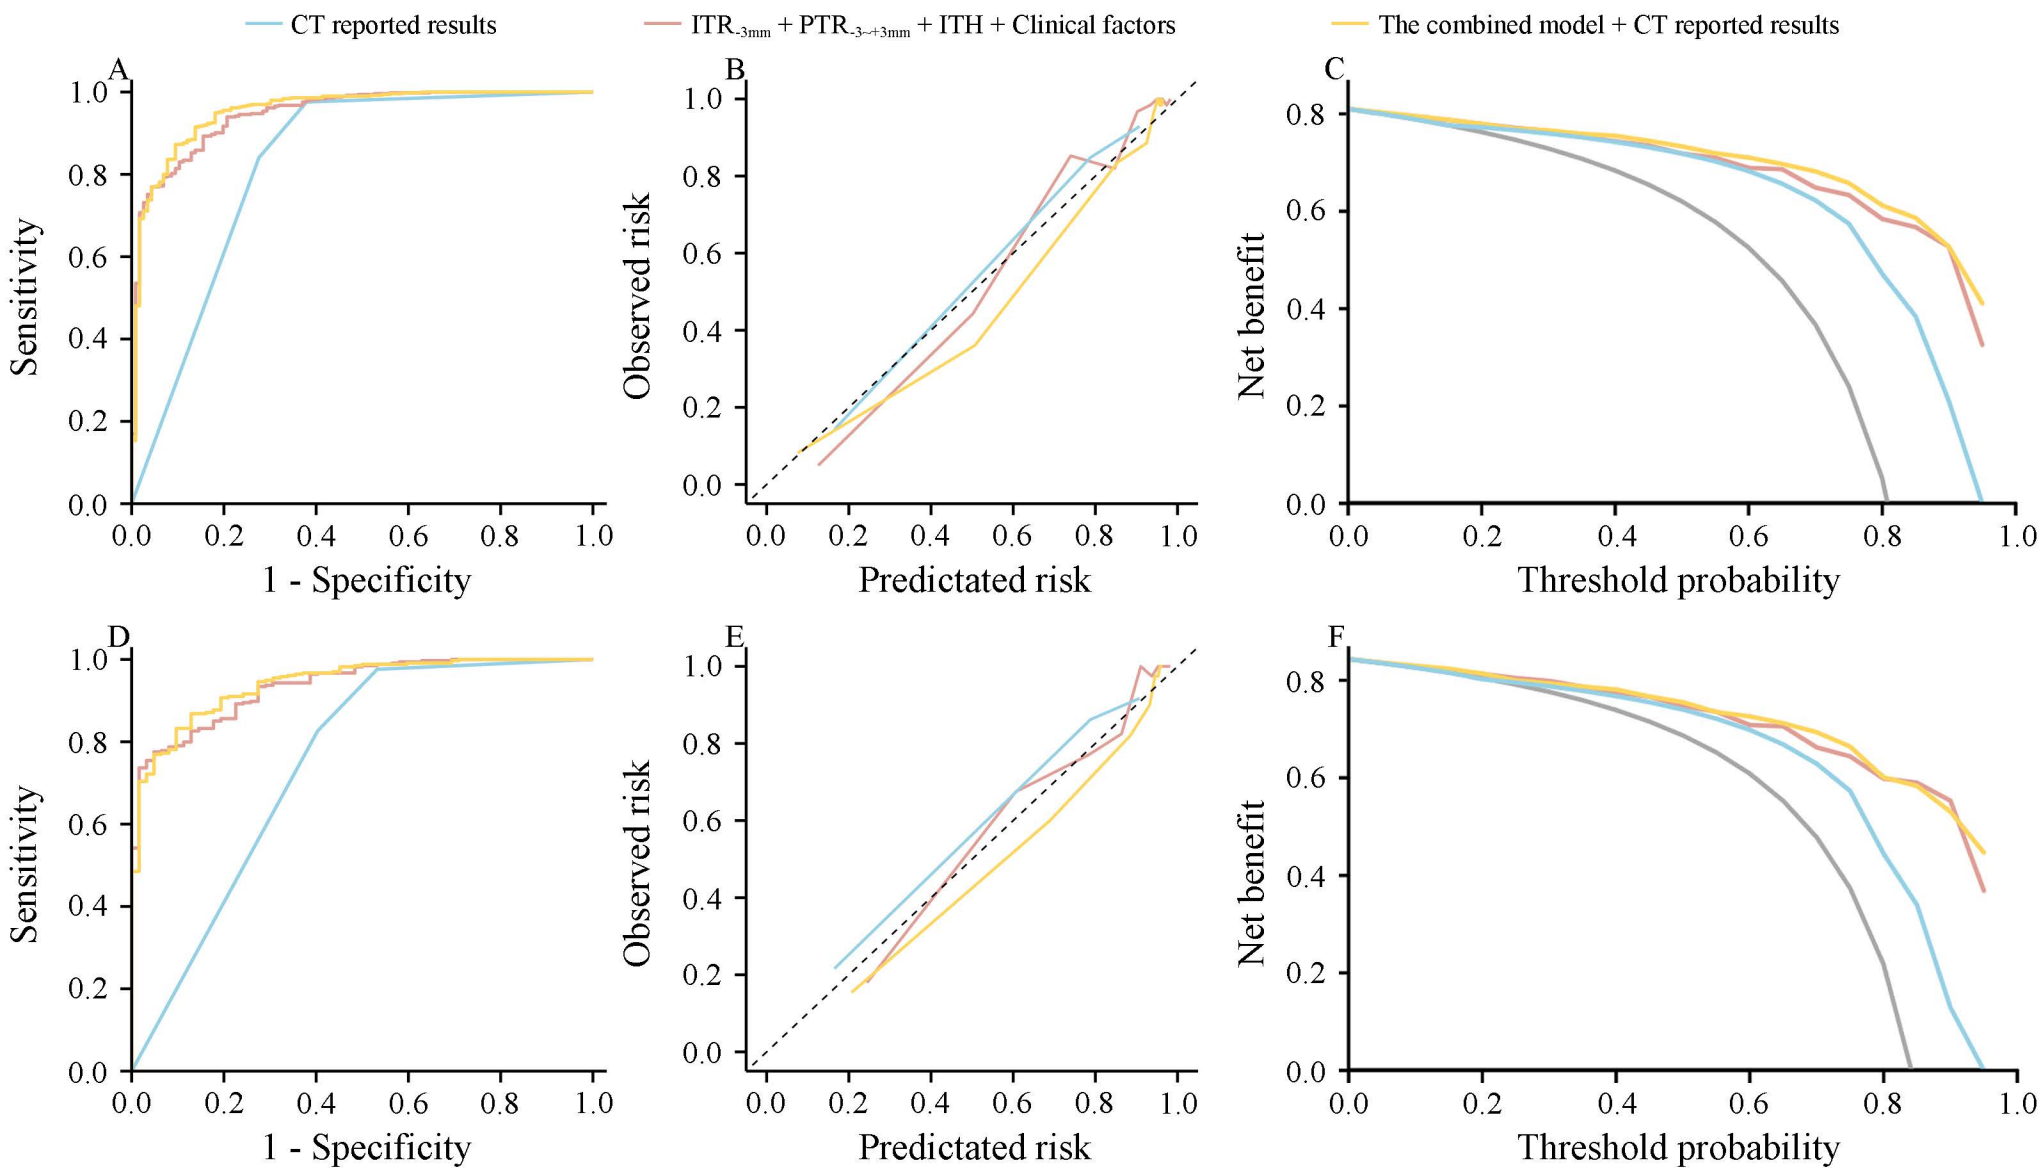 CT reported results
ITR-3mm + PTR-3~+3mm + ITH + Clinical factors
The combined model + CT reported results
A
1.0
0.8
0.6
0.4
0.2
0.0
Sensitivity
0.0 0.2 0.4 0.6 0.8 1.0
1 - Specificity
B
1.0
0.8
0.6
0.4
0.2
0.0
Observed risk
0.0 0.2 0.4 0.6 0.8 1.0
Predictated risk
C
0.8
0.6
0.4
0.2
0.0
Net benefit
0.0 0.2 0.4 0.6 0.8 1.0
Threshold probability
D
1.0
0.8
0.6
0.4
0.2
0.0
Sensitivity
0.0 0.2 0.4 0.6 0.8 1.0
1 - Specificity
E
1.0
0.8
0.6
0.4
0.2
0.0
Observed risk
0.0 0.2 0.4 0.6 0.8 1.0
Predictated risk
F
0.8
0.6
0.4
0.2
0.0
Net benefit
0.0 0.2 0.4 0.6 0.8 1.0
Threshold probability